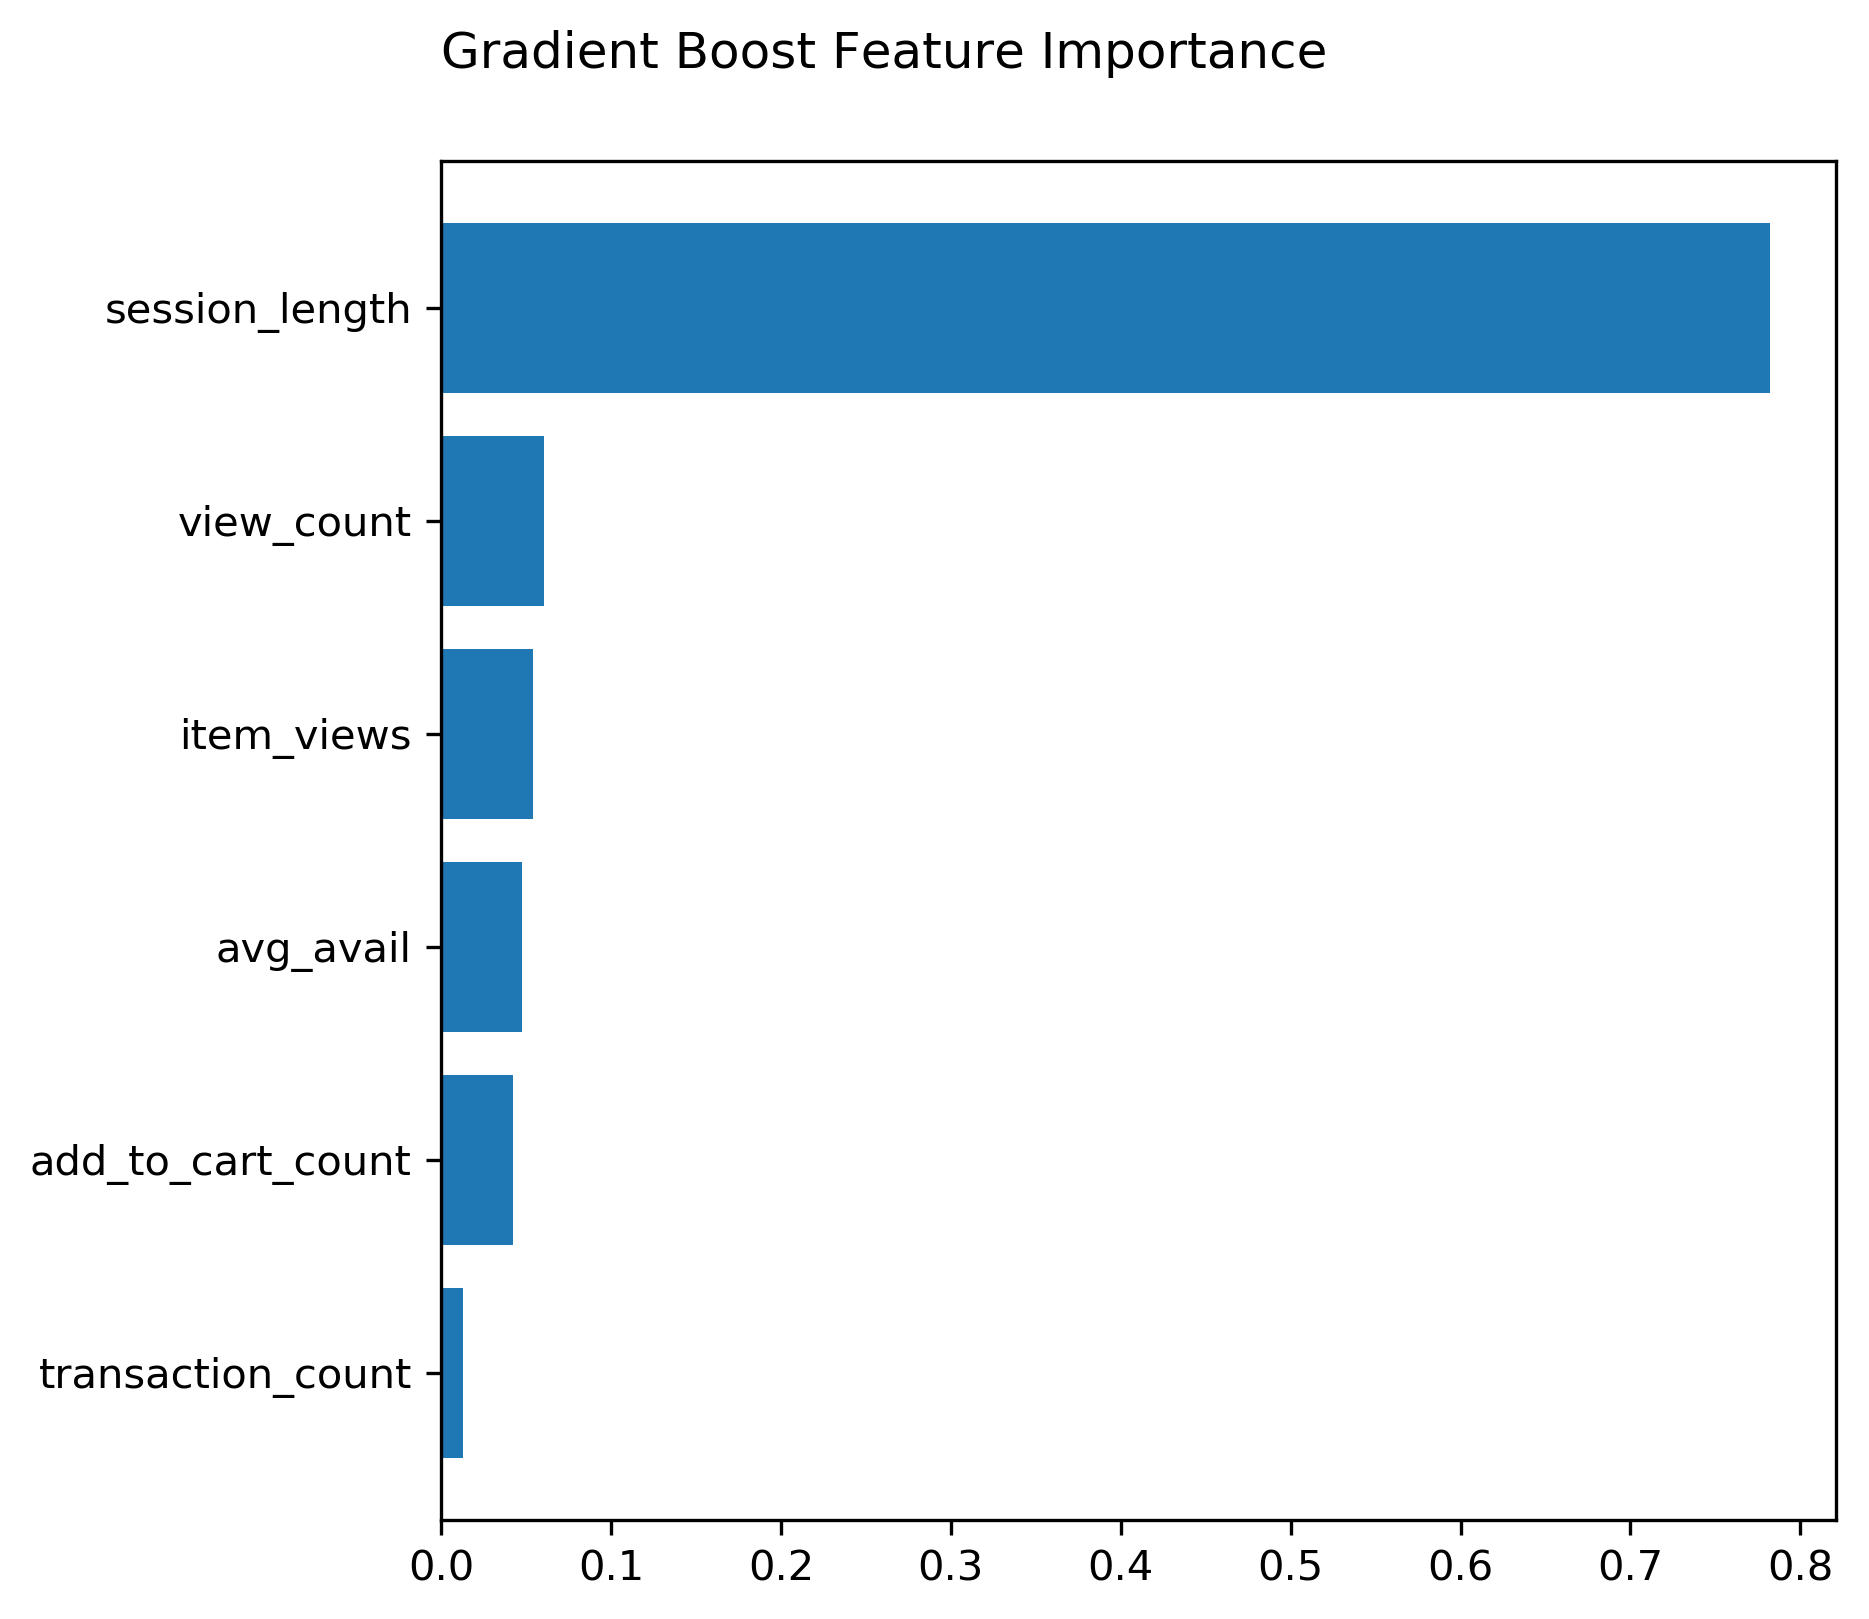 Gradient Boost Feature Importance
session_length
view_count
item_views
avg_avail
add_to_cart_count
transaction_count
0.0 0.1 0.2 0.3 0.4 0.5 0.6 0.7 0.8